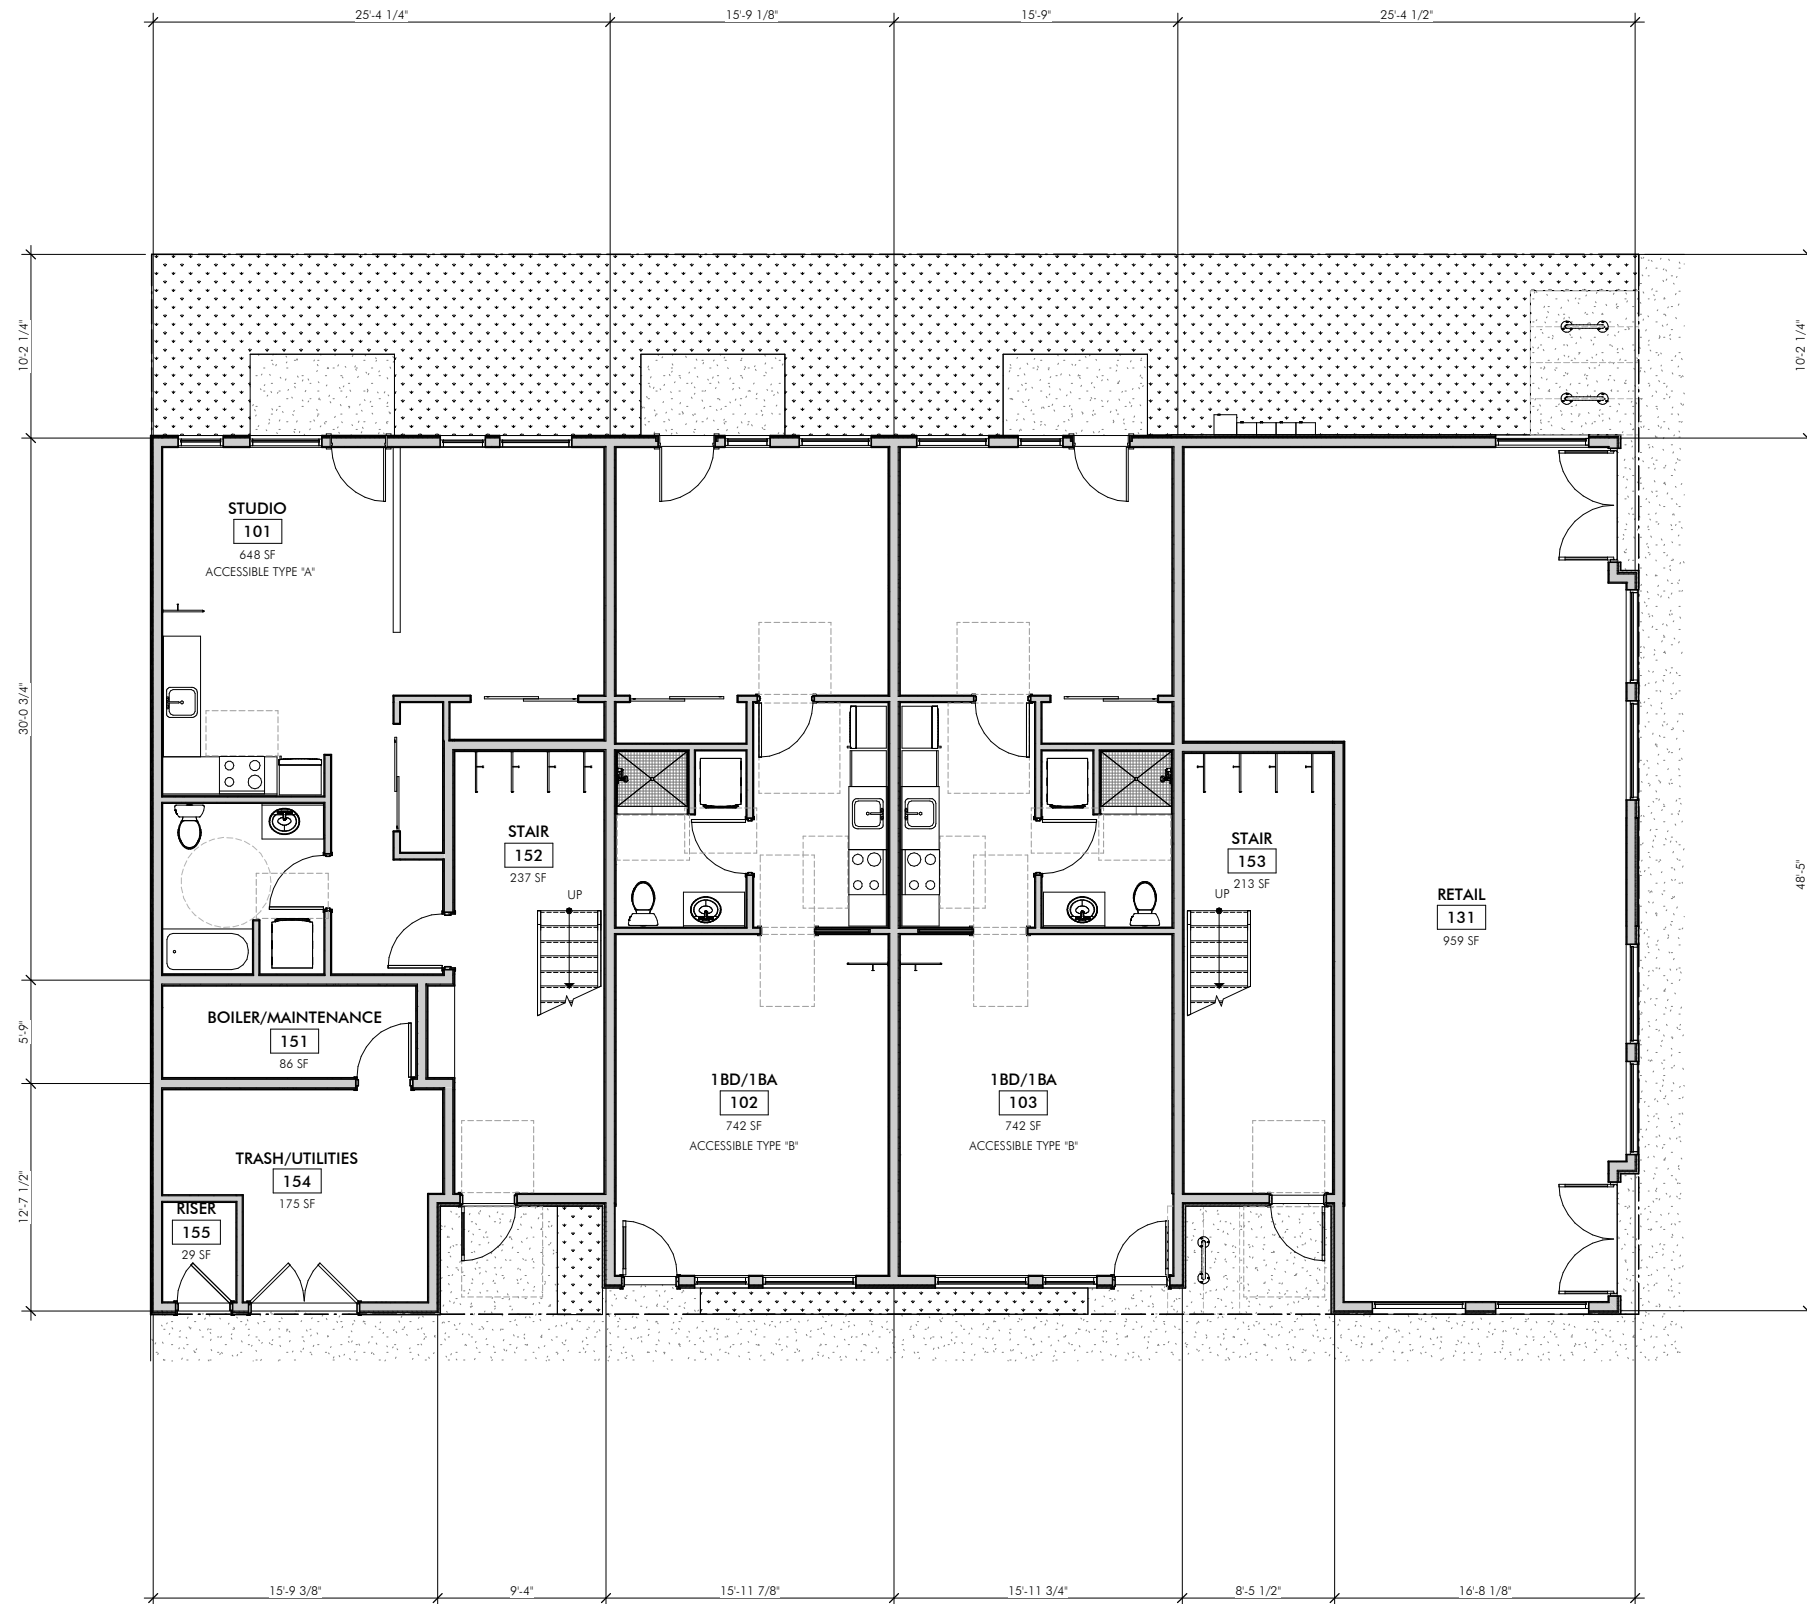 25'-4 1/4"
15'-9 1/8"
15'-9"
25'-4 1/2"
10'-2 1/4"
10'-2 1/4"
STUDIO
101
648 SF
ACCESSIBLE TYPE "A"
30'-0 3/4"
STAIR
152
237 SF
UP
STAIR
153
213 SF
UP
48'-5"
RETAIL
131
959 SF
BOILER/MAINTENANCE
151
86 SF
5'-9"
1BD/1BA
102
742 SF
ACCESSIBLE TYPE "B"
1BD/1BA
103
742 SF
ACCESSIBLE TYPE "B"
TRASH/UTILITIES
154
175 SF
12'-7 1/2"
RISER
155
29 SF
15'-9 3/8"
9'-4"
15'-11 7/8"
15'-11 3/4"
8'-5 1/2"
16'-8 1/8"